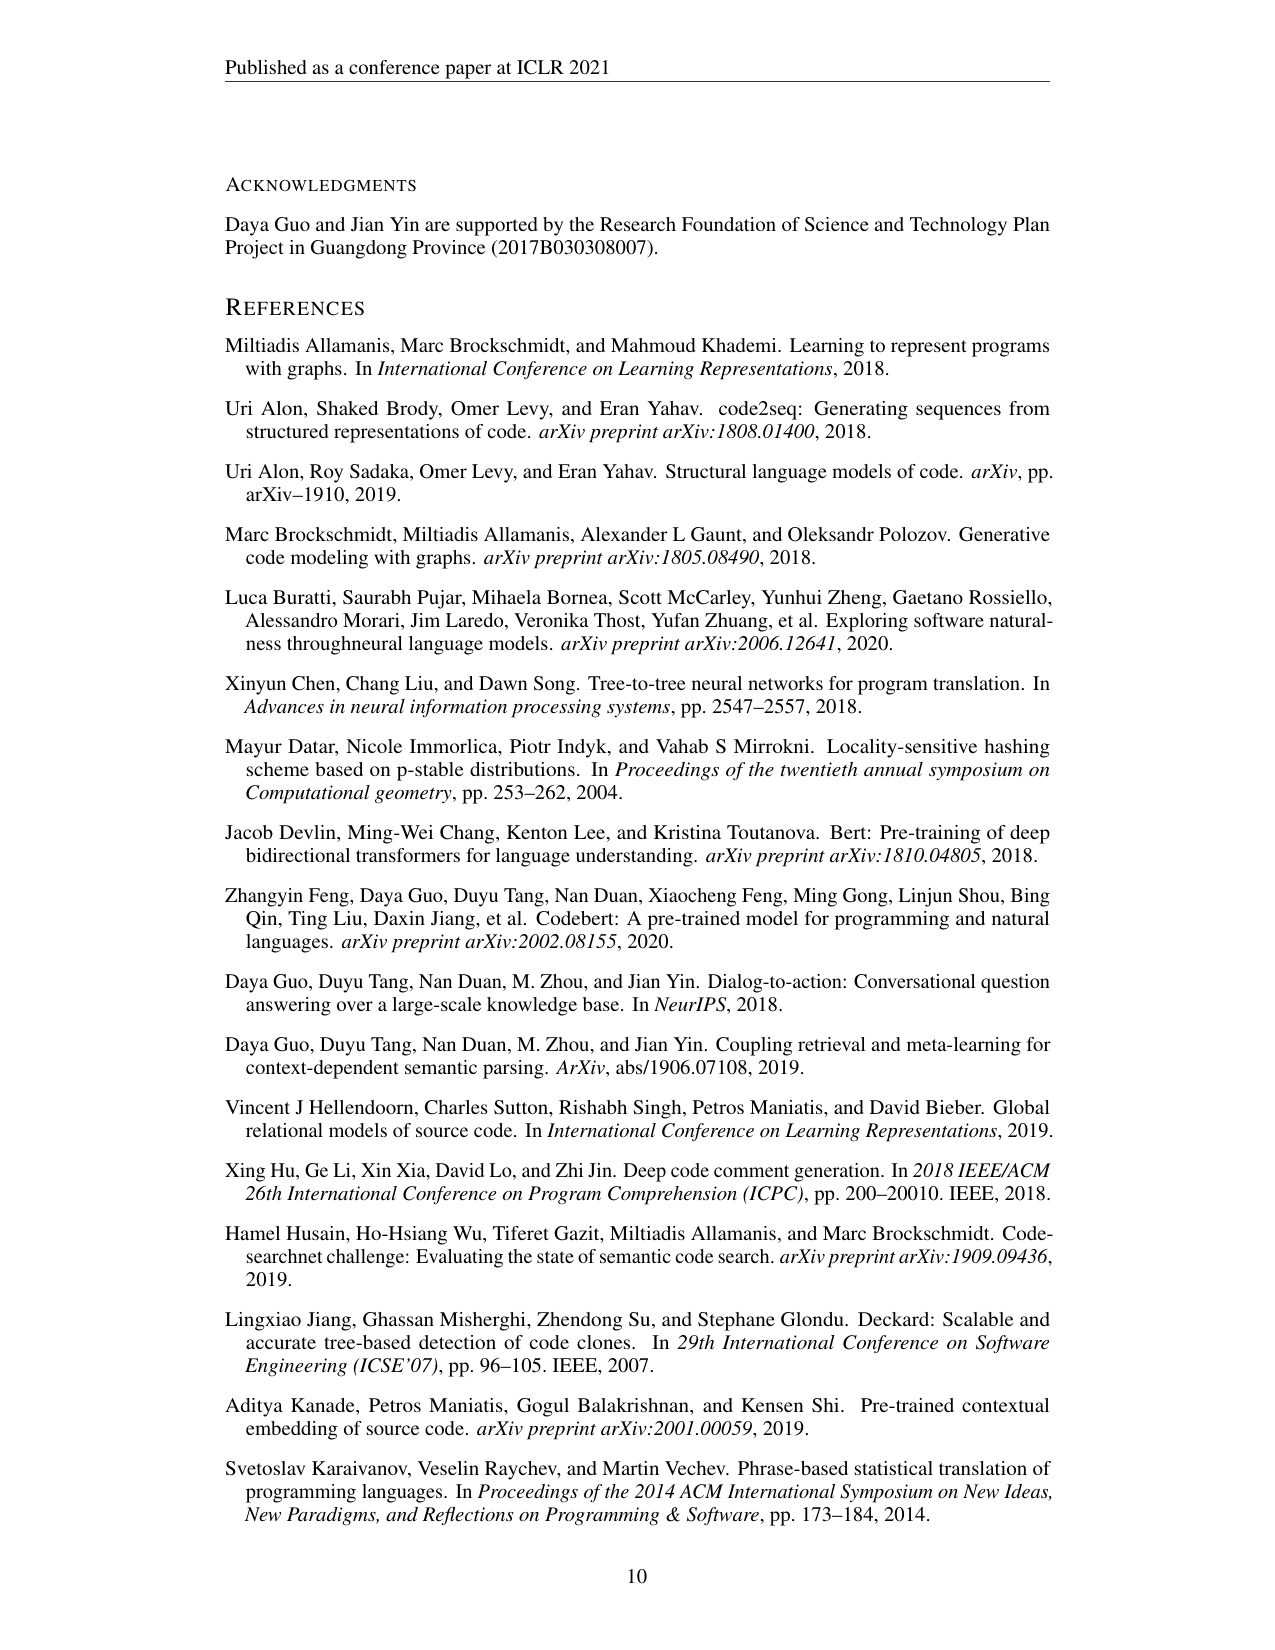 Published as a conference paper at ICLR 2021
ACKNOWLEDGMENTS
Daya Guo and Jian Yin are supported by the Research Foundation of Science and Technology Plan
Project in Guangdong Province (2017B030308007).
REFERENCES
Miltiadis Allamanis, Marc Brockschmidt, and Mahmoud Khademi. Learning to represent programs
with graphs. In International Conference on Learning Representations, 2018.
Uri Alon, Shaked Brody, Omer Levy, and Eran Yahav. code2seq: Generating sequences from
structured representations of code. arXiv preprint arXiv:1808.01400, 2018.
Uri Alon, Roy Sadaka, Omer Levy, and Eran Yahav. Structural language models of code. arXiv, pp.
arXiv–1910, 2019.
Marc Brockschmidt, Miltiadis Allamanis, Alexander L Gaunt, and Oleksandr Polozov. Generative
code modeling with graphs. arXiv preprint arXiv:1805.08490, 2018.
Luca Buratti, Saurabh Pujar, Mihaela Bornea, Scott McCarley, Yunhui Zheng, Gaetano Rossiello,
Alessandro Morari, Jim Laredo, Veronika Thost, Yufan Zhuang, et al. Exploring software natural-
ness throughneural language models. arXiv preprint arXiv:2006.12641, 2020.
Xinyun Chen, Chang Liu, and Dawn Song. Tree-to-tree neural networks for program translation. In
Advances in neural information processing systems, pp. 2547–2557, 2018.
Mayur Datar, Nicole Immorlica, Piotr Indyk, and Vahab S Mirrokni. Locality-sensitive hashing
scheme based on p-stable distributions. In Proceedings of the twentieth annual symposium on
Computational geometry, pp. 253–262, 2004.
Jacob Devlin, Ming-Wei Chang, Kenton Lee, and Kristina Toutanova. Bert: Pre-training of deep
bidirectional transformers for language understanding. arXiv preprint arXiv:1810.04805, 2018.
Zhangyin Feng, Daya Guo, Duyu Tang, Nan Duan, Xiaocheng Feng, Ming Gong, Linjun Shou, Bing
Qin, Ting Liu, Daxin Jiang, et al. Codebert: A pre-trained model for programming and natural
languages. arXiv preprint arXiv:2002.08155, 2020.
Daya Guo, Duyu Tang, Nan Duan, M. Zhou, and Jian Yin. Dialog-to-action: Conversational question
answering over a large-scale knowledge base. In NeurIPS, 2018.
Daya Guo, Duyu Tang, Nan Duan, M. Zhou, and Jian Yin. Coupling retrieval and meta-learning for
context-dependent semantic parsing. ArXiv, abs/1906.07108, 2019.
Vincent J Hellendoorn, Charles Sutton, Rishabh Singh, Petros Maniatis, and David Bieber. Global
relational models of source code. In International Conference on Learning Representations, 2019.
Xing Hu, Ge Li, Xin Xia, David Lo, and Zhi Jin. Deep code comment generation. In 2018 IEEE/ACM
26th International Conference on Program Comprehension (ICPC), pp. 200–20010. IEEE, 2018.
Hamel Husain, Ho-Hsiang Wu, Tiferet Gazit, Miltiadis Allamanis, and Marc Brockschmidt. Code-
searchnet challenge: Evaluating the state of semantic code search. arXiv preprint arXiv:1909.09436,
2019.
Lingxiao Jiang, Ghassan Misherghi, Zhendong Su, and Stephane Glondu. Deckard: Scalable and
accurate tree-based detection of code clones. In 29th International Conference on Software
Engineering (ICSE'07), pp. 96–105. IEEE, 2007.
Aditya Kanade, Petros Maniatis, Gogul Balakrishnan, and Kensen Shi. Pre-trained contextual
embedding of source code. arXiv preprint arXiv:2001.00059, 2019.
Svetoslav Karaivanov, Veselin Raychev, and Martin Vechev. Phrase-based statistical translation of
programming languages. In Proceedings of the 2014 ACM International Symposium on New Ideas,
New Paradigms, and Reflections on Programming & Software, pp. 173–184, 2014.
10